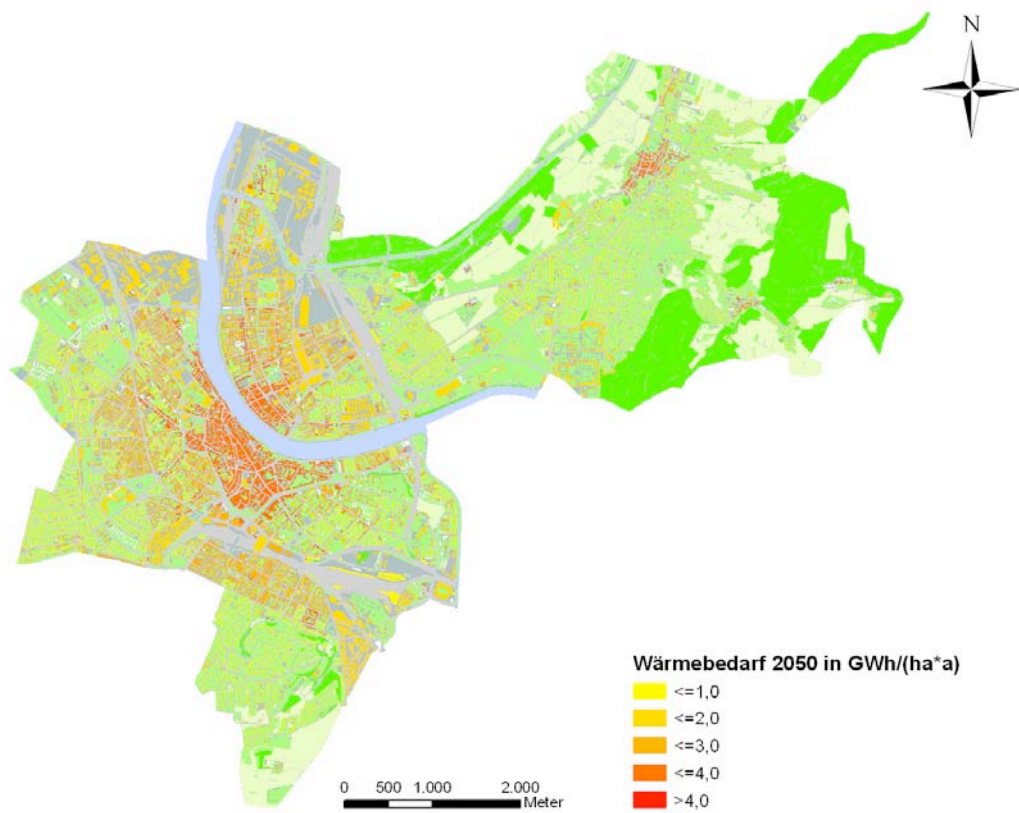 N
Wärmebedarf 2050 in GWh/(ha*a)
<=1,0
<=2,0
<=3,0
<=4,0
>4,0
0 500 1.000 2.000
Meter